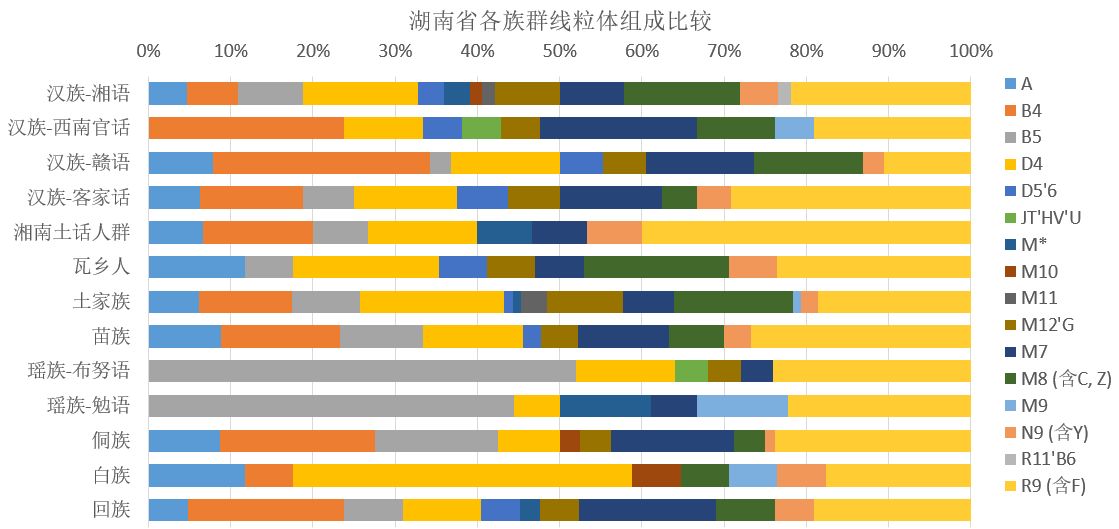 湖南省各族群线粒体组成比较
0% 10% 20% 30% 40% 50% 60% 70% 80% 90% 100%
汉族-湘语
汉族-西南官话
汉族-赣语
汉族-客家话
湘南土话人群
瓦乡人
土家族
苗族
瑶族-布努语
瑶族-勉语
侗族
白族
回族
A
B4
B5
D4
D5'6
JT'HV'U
M*
M10
M11
M12'G
M7
M8 (含C, Z)
M9
N9 (含Y)
R11'B6
R9 (含F)